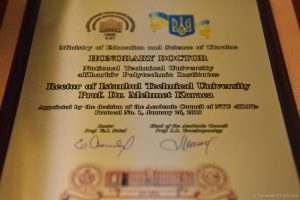 Ministry of Education and Science of Ukraine
HONORARY DOCTOR
National Technical University
«Kharkiv Polytechnic Institute»
Rector of Istanbul Technical University
Prof. Dr. Mehmet Karaca
Appointed by the decision of the Academic Council of NTU «KhPI»
Protocol No. 1, January 26, 2018
Rector
Head of the Academic Council